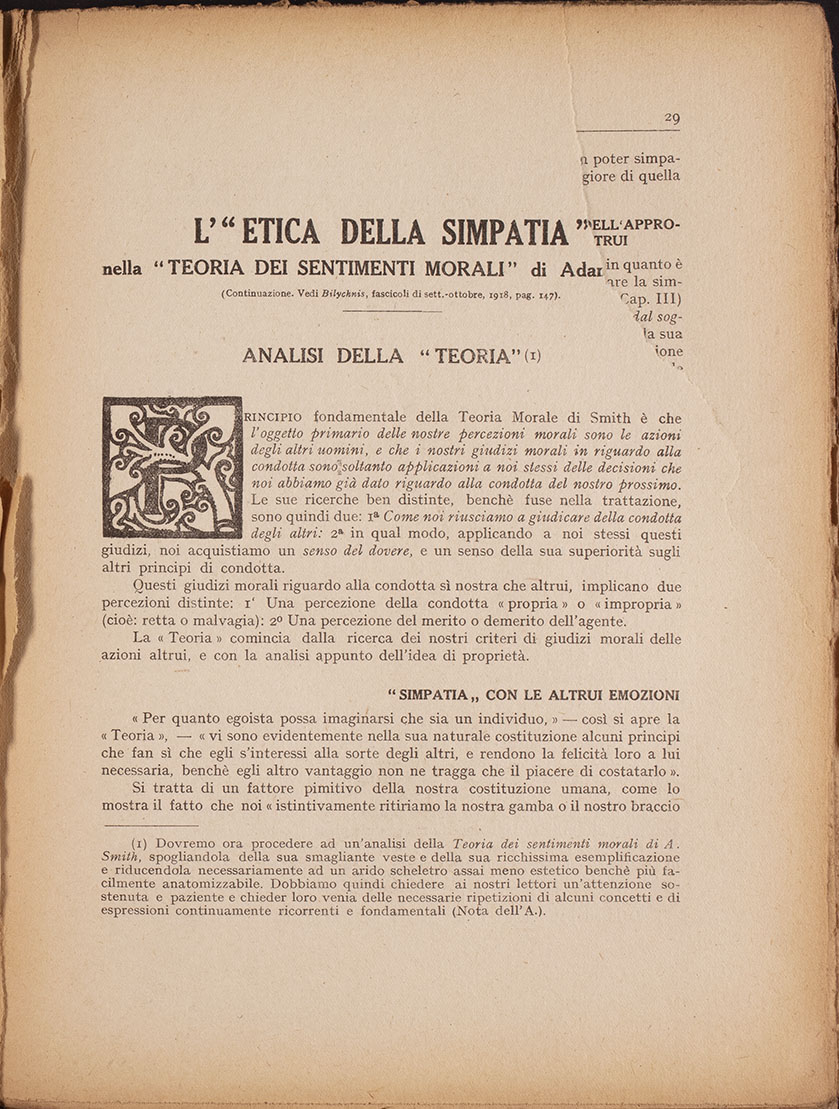 29
a poter simpa-
giore di quella
L' “ ETICA DELLA SIMPATIA ”
DELL'APPRO-
TRUI
nella “TEORIA DEI SENTIMENTI MORALI” di Adam
in quanto è
are la sim-
(Continuazione. Vedi Bilychnis, fascicoli di sett.-ottobre, 1918, pag. 147).
Cap. III)
dal sog-
la sua
ione
ANALISI DELLA “TEORIA” (1)
PRINCIPIO fondamentale della Teoria Morale di Smith è che
l'oggetto primario delle nostre percezioni morali sono le azioni
degli altri uomini, e che i nostri giudizi morali in riguardo alla
condotta sono soltanto applicazioni a noi stessi delle decisioni che
noi abbiamo già dato riguardo alla condotta del nostro prossimo.
Le sue ricerche ben distinte, benchè fuse nella trattazione,
sono quindi due: 1ª Come noi riusciamo a giudicare della condotta
degli altri: 2ª in qual modo, applicando a noi stessi questi
giudizi, noi acquistiamo un senso del dovere, e un senso della sua superiorità sugli
altri principi di condotta.
Questi giudizi morali riguardo alla condotta sì nostra che altrui, implicano due
percezioni distinte: 1° Una percezione della condotta « propria » o « impropria »
(cioè: retta o malvagia): 2º Una percezione del merito o demerito dell'agente.
La « Teoria » comincia dalla ricerca dei nostri criteri di giudizi morali delle
azioni altrui, e con la analisi appunto dell'idea di proprietà.
“ SIMPATIA „ CON LE ALTRUI EMOZIONI
« Per quanto egoista possa imaginarsi che sia un individuo, » — così si apre la
« Teoria », — « vi sono evidentemente nella sua naturale costituzione alcuni principi
che fan sì che egli s'interessi alla sorte degli altri, e rendono la felicità loro a lui
necessaria, benchè egli altro vantaggio non ne tragga che il piacere di costatarlo ».
Si tratta di un fattore pimitivo della nostra costituzione umana, come lo
mostra il fatto che noi « istintivamente ritiriamo la nostra gamba o il nostro braccio
(1) Dovremo ora procedere ad un'analisi della Teoria dei sentimenti morali di A.
Smith, spogliandola della sua smagliante veste e della sua ricchissima esemplificazione
e riducendola necessariamente ad un arido scheletro assai meno estetico benchè più fa-
cilmente anatomizzabile. Dobbiamo quindi chiedere ai nostri lettori un'attenzione so-
stenuta e paziente e chieder loro venia delle necessarie ripetizioni di alcuni concetti e di
espressioni continuamente ricorrenti e fondamentali (Nota dell'A.).